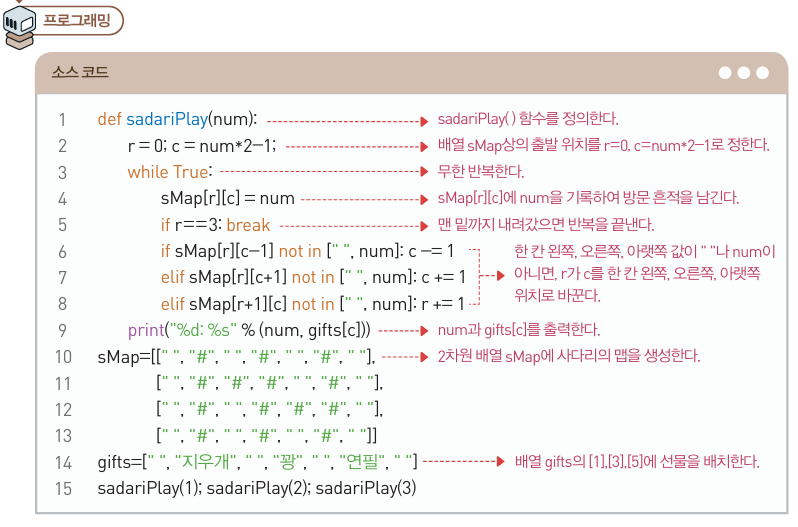 프로그래밍
소스 코드
1 def sadariPlay(num): sadariPlay( ) 함수를 정의한다.
2 r = 0; c = num*2-1; 배열 sMap상의 출발 위치를 r=0, c=num*2-1로 정한다.
3 while True: 무한 반복한다.
4 sMap[r][c] = num sMap[r][c]에 num을 기록하여 방문 흔적을 남긴다.
5 if r==3: break 맨 밑까지 내려갔으면 반복을 끝낸다.
6 if sMap[r][c-1] not in [" ", num]: c -= 1 한 칸 왼쪽, 오른쪽, 아랫쪽 값이 " "나 num이
7 elif sMap[r][c+1] not in [" ", num]: c += 1 아니면, r가 c를 한 칸 왼쪽, 오른쪽, 아랫쪽
8 elif sMap[r+1][c] not in [" ", num]: r += 1 위치로 바꾼다.
9 print("%d: %s" % (num, gifts[c])) num과 gifts[c]를 출력한다.
10 sMap=[[" ", "#", " ", "#", " ", "#", " "], 2차원 배열 sMap에 사다리의 맵을 생성한다.
11 [" ", "#", "#", "#", " ", "#", " "],
12 [" ", "#", " ", "#", "#", "#", " "],
13 [" ", "#", " ", "#", " ", "#", " "]]
14 gifts=[" ", "지우개", " ", "꽝", " ", "연필", " "] 배열 gifts의 [1],[3],[5]에 선물을 배치한다.
15 sadariPlay(1); sadariPlay(2); sadariPlay(3)